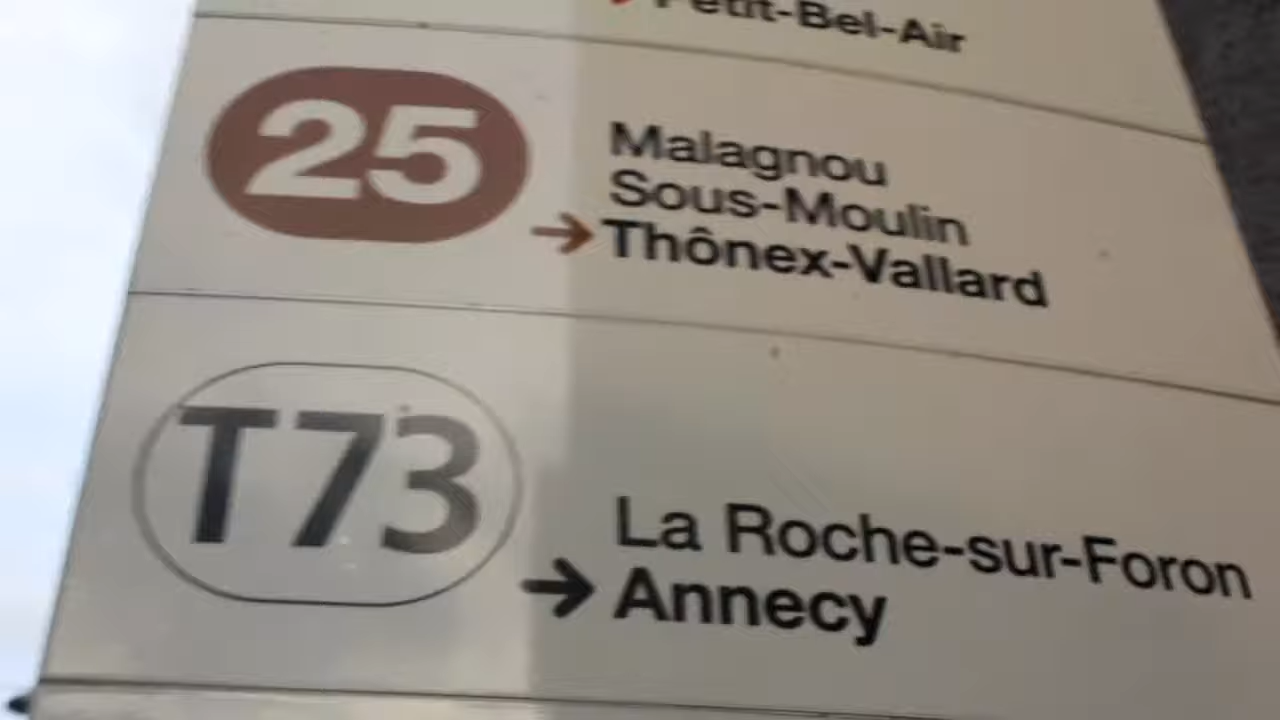 Petit-Bel-Air
25
Malagnou
Sous-Moulin
→ Thônex-Vallard
T73
La Roche-sur-Foron
→ Annecy